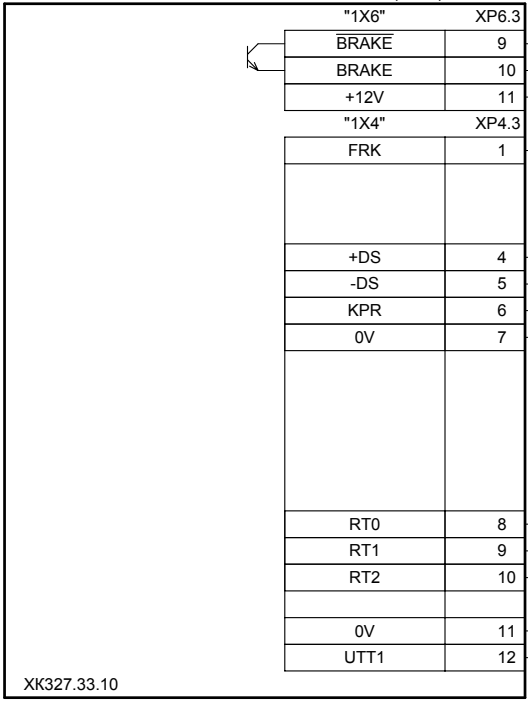 "1X6" XP6.3
BRAKE 9
BRAKE 10
+12V 11
"1X4" XP4.3
FRK 1
+DS 4
-DS 5
KPR 6
0V 7
RT0 8
RT1 9
RT2 10
0V 11
UTT1 12
XK327.33.10